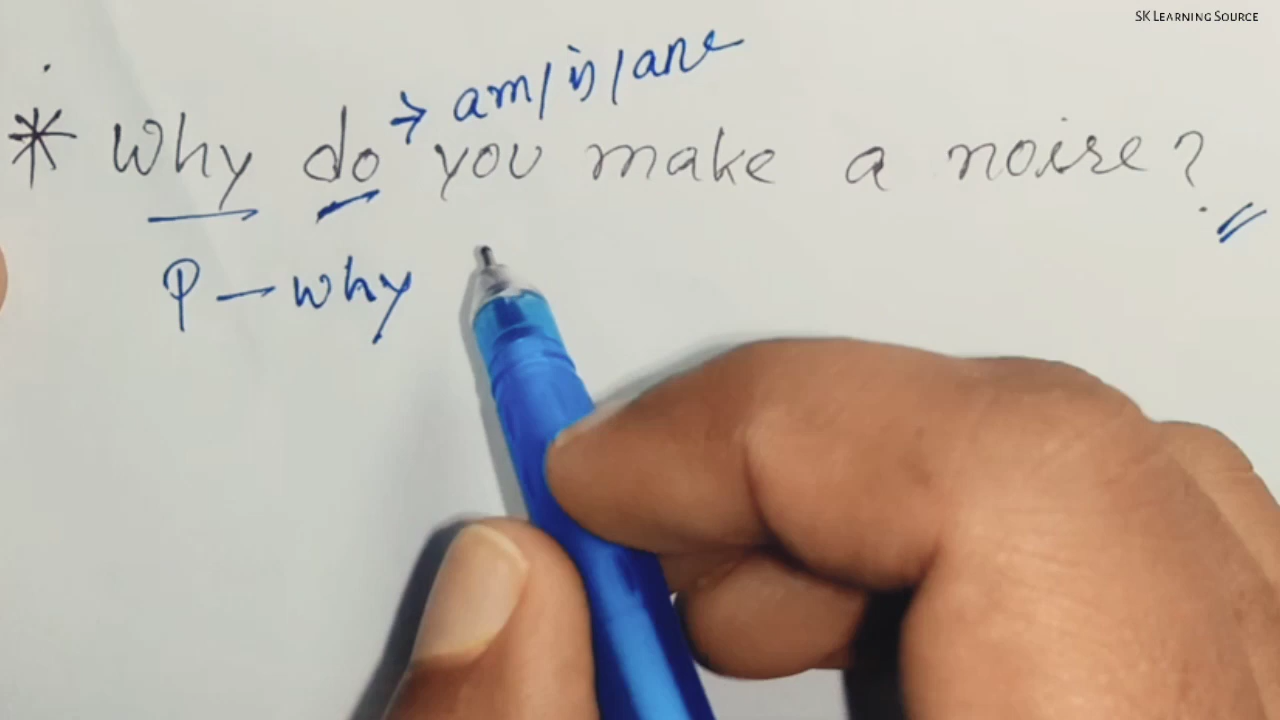 SK LEARNING SOURCE
→ am/is/are
* Why do you make a noise?
P - why